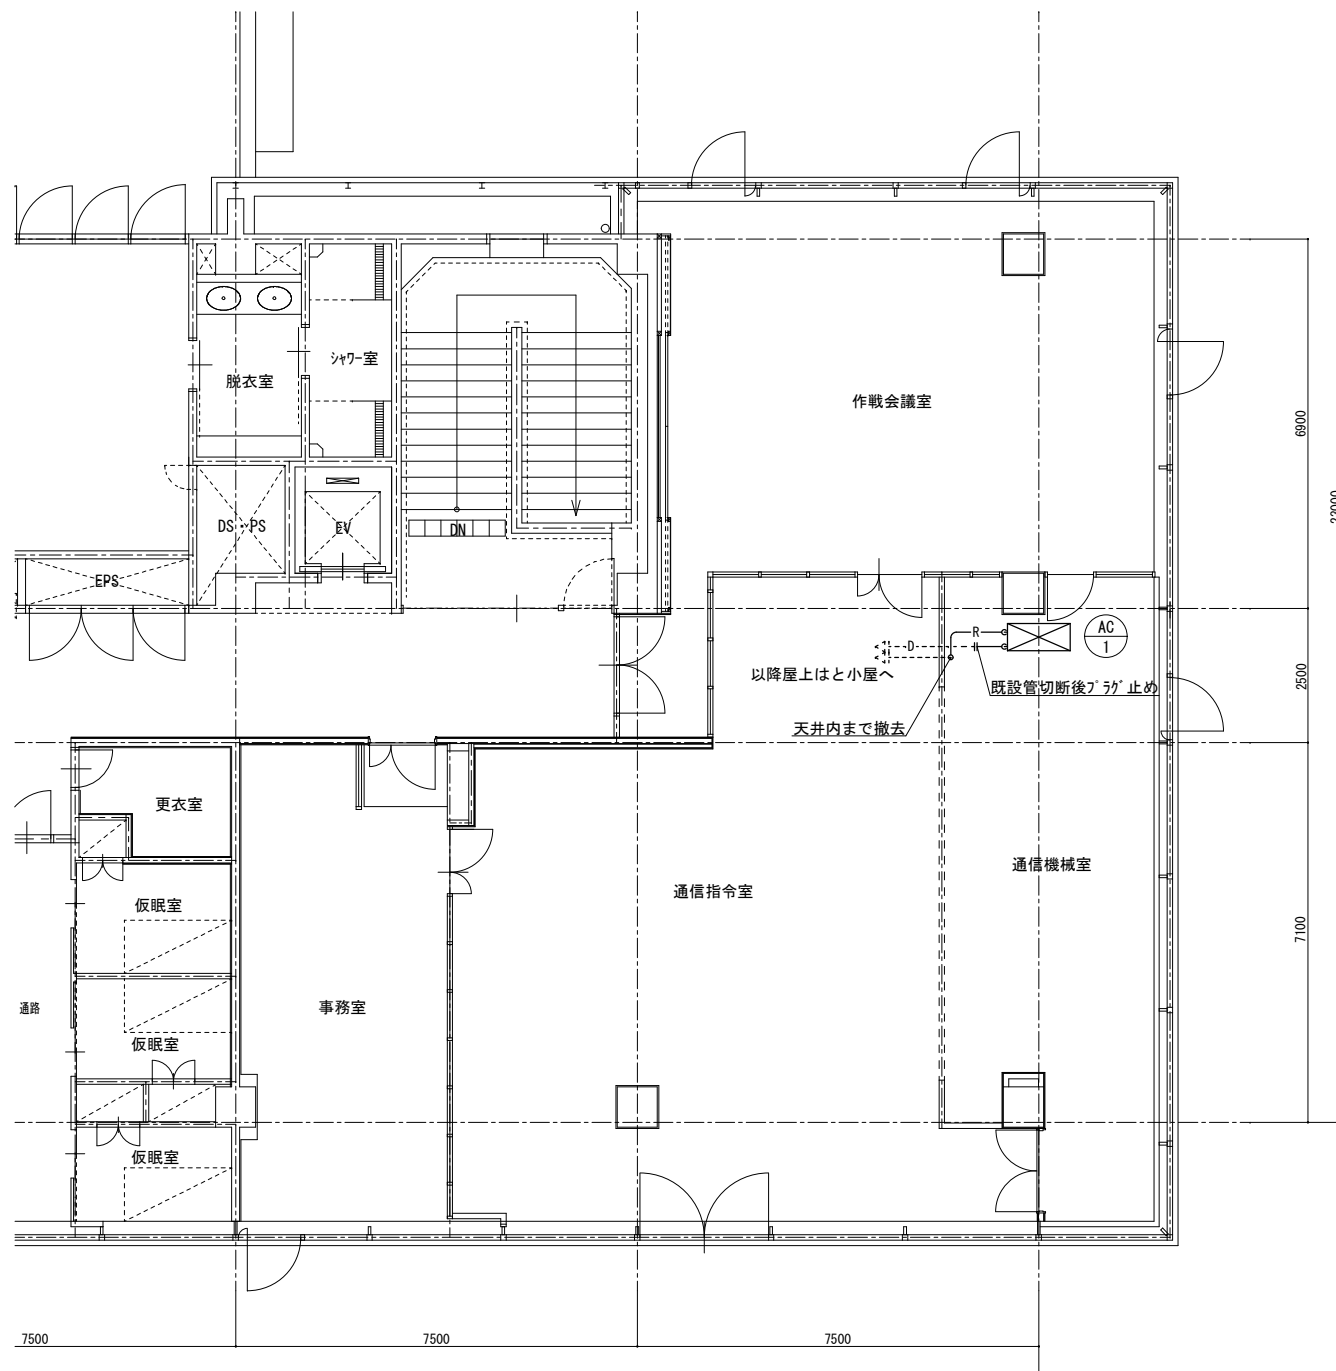 シャワー室
脱衣室
作戦会議室
6900
22000
DS・PS
EV
DN
EPS
AC
1
R
D
以降屋上はと小屋へ
既設管切断後プラグ止め
2500
天井内まで撤去
更衣室
通信機械室
通信指令室
仮眠室
7100
通路
事務室
仮眠室
仮眠室
7500
7500
7500